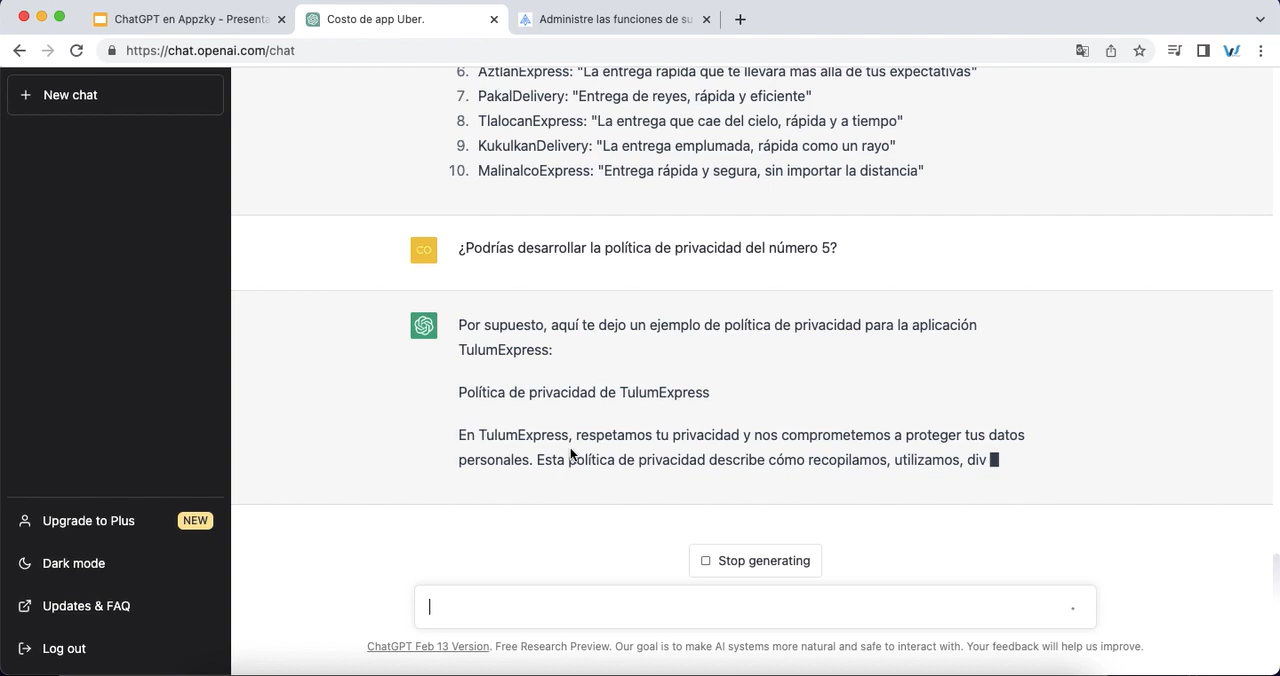 ChatGPT en Appzky - Presenta
Costo de app Uber.
Administre las funciones de su
https://chat.openai.com/chat
New chat
6. AztlanExpress: "La entrega rápida que te llevará más allá de tus expectativas"
7. PakalDelivery: "Entrega de reyes, rápida y eficiente"
8. TlalocanExpress: "La entrega que cae del cielo, rápida y a tiempo"
9. KukulkanDelivery: "La entrega emplumada, rápida como un rayo"
10. MalinalcoExpress: "Entrega rápida y segura, sin importar la distancia"
CO
¿Podrías desarrollar la política de privacidad del número 5?
Por supuesto, aquí te dejo un ejemplo de política de privacidad para la aplicación
TulumExpress:
Política de privacidad de TulumExpress
En TulumExpress, respetamos tu privacidad y nos comprometemos a proteger tus datos
personales. Esta política de privacidad describe cómo recopilamos, utilizamos, div
Upgrade to Plus
NEW
Dark mode
Updates & FAQ
Log out
Stop generating
ChatGPT Feb 13 Version. Free Research Preview. Our goal is to make AI systems more natural and safe to interact with. Your feedback will help us improve.